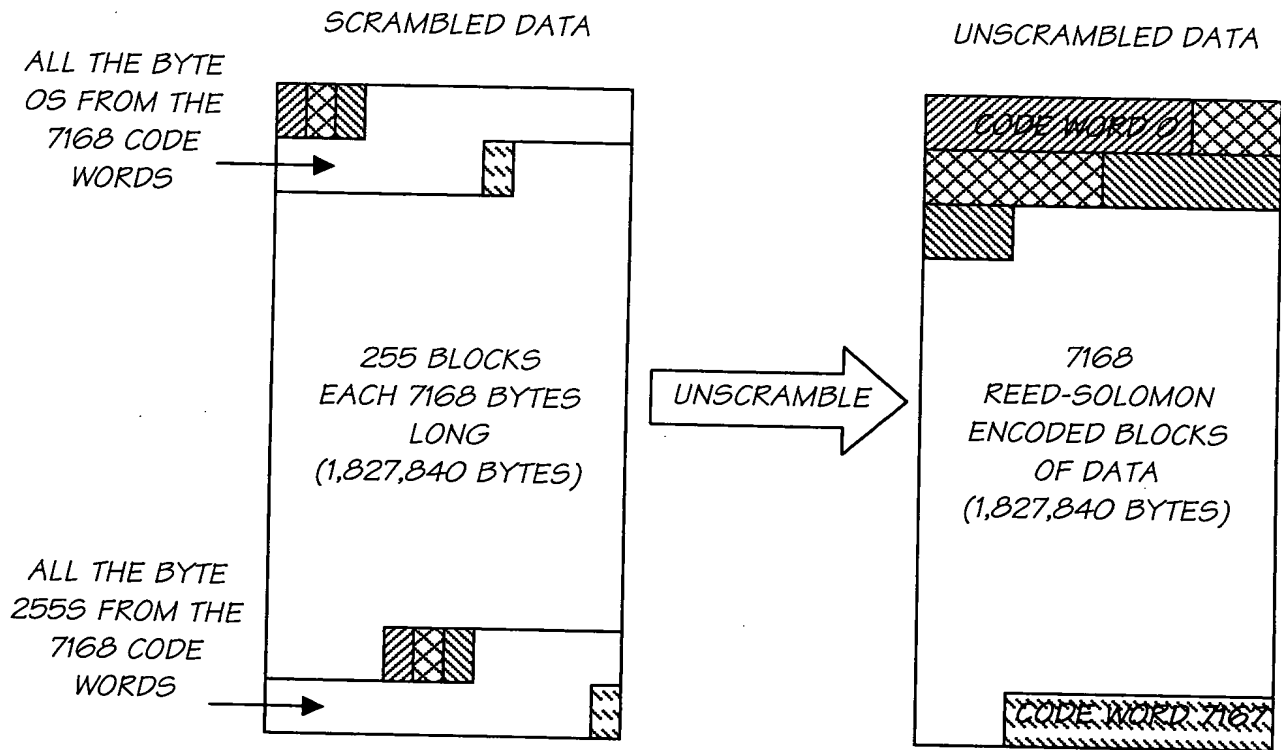 SCRAMBLED DATA
ALL THE BYTE
0S FROM THE
7168 CODE
WORDS
255 BLOCKS
EACH 7168 BYTES
LONG
(1,827,840 BYTES)
ALL THE BYTE
255S FROM THE
7168 CODE
WORDS
UNSCRAMBLE
UNSCRAMBLED DATA
CODE WORD 0
7168
REED-SOLOMON
ENCODED BLOCKS
OF DATA
(1,827,840 BYTES)
CODE WORD 7167